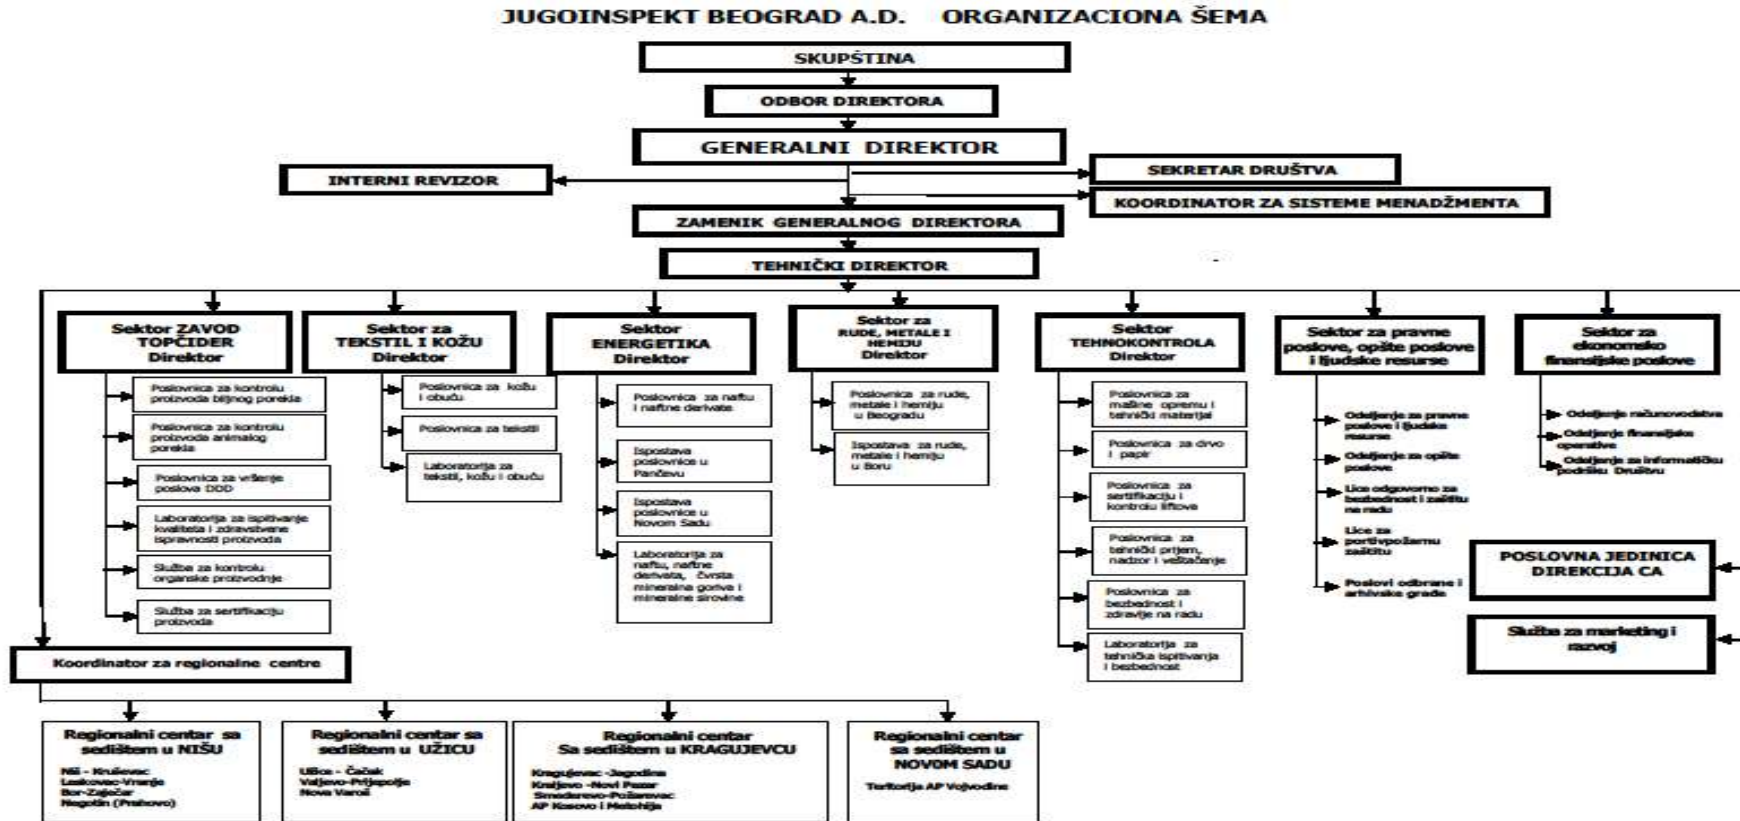 JUGOINSPEKT BEOGRAD A.D. ORGANIZACIONA ŠEMA
SKUPŠTINA
ODBOR DIREKTORA
GENERALNI DIREKTOR
INTERNI REVIZOR
SEKRETAR DRUŠTVA
KOORDINATOR ZA SISTEME MENADŽMENTA
ZAMENIK GENERALNOG DIREKTORA
TEHNIČKI DIREKTOR
Sektor ZAVOD
TOPČIDER
Direktor
Poslovnica za kontrolu
proizvoda biljnog porekla
Poslovnica za kontrolu
proizvoda animalog
porekla
Poslovnica za vršenje
poslova DDD
Laboratorija za ispitivanje
kvaliteta i zdravstvene
ispravnosti proizvoda
Služba za kontrolu
organske proizvodnje
Služba za sertifikaciju
proizvoda
Sektor za
TEKSTIL I KOŽU
Direktor
Poslovnica za kožu
i obuću
Poslovnica za tekstil
Laboratorija za
tekstil, kožu i obuću
Sektor
ENERGETIKA
Direktor
Poslovnica za naftu
i naftne derivate
Ispostava
poslovnice u
Pančevu
Ispostava
poslovnice u
Novom Sadu
Laboratorija za
naftu, naftne
derivata, čvrsta
mineralna goriva i
mineralne sirovine
Sektor za
RUDE, METALE I
HEMIJU
Direktor
Poslovnica za rude,
metale i hemiju
u Beogradu
Ispostava za rude,
metale i hemiju
u Boru
Sektor
TEHNOKONTROLA
Direktor
Poslovnica za
mašine opremu i
tehnički materijal
Poslovnica za drvo
i papir
Poslovnica za
sertifikaciju i
kontrolu liftova
Poslovnica za
tehnički prijem,
nadzor i veštačenje
Poslovnica za
bezbednost i
zdravlje na radu
Laboratorija za
tehnička ispitivanja
i bezbednost
Sektor za pravne
poslove, opšte poslove
i ljudske resurse
Odeljenje za pravne
poslove i ljudske
resurse
Odeljenje za opšte
poslove
Lice odgovorno za
bezbednost i zaštitu
na radu
Lice za
portivpožarnu
zaštitu
Poslovi odbrane i
arhivske građe
Sektor za
ekonomsko
finansijske poslove
Odeljenje računovodstva
Odeljenje finansijske
operative
Odeljenje za informatičku
podršku Društvu
POSLOVNA JEDINICA
DIREKCIJA CA
Služba za marketing i
razvoj
Koordinator za regionalne centre
Regionalni centar sa
sedištem u NIŠU
Niš - Kruševac
Leskovac-Vranje
Bor-Zaječar
Negotin (Prahovo)
Regionalni centar sa
sedištem u UŽICU
Užice - Čačak
Valjevo-Prijepolje
Nova Varoš
Regionalni centar
Sa sedištem u KRAGUJEVCU
Kragujevac -Jagodina
Kraljevo -Novi Pazar
Smederevo-Požarevac
AP Kosovo i Metohija
Regionalni centar
sa sedištem u
NOVOM SADU
Teritorija AP Vojvodine